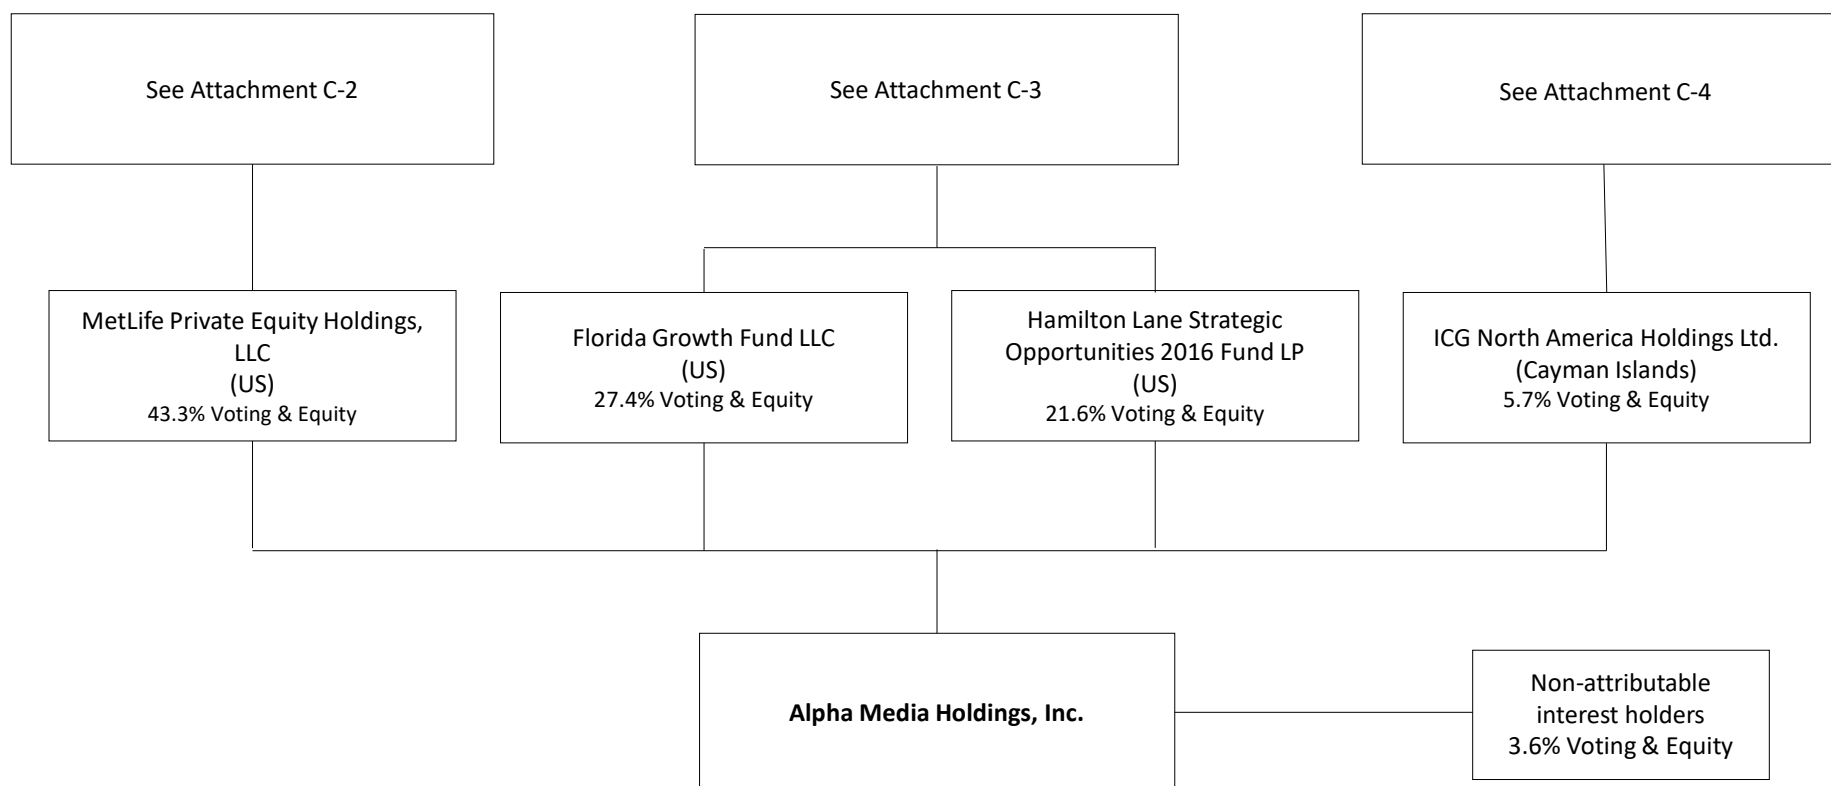 See Attachment C-2
See Attachment C-3
See Attachment C-4
MetLife Private Equity Holdings,
LLC
(US)
43.3% Voting & Equity
Florida Growth Fund LLC
(US)
27.4% Voting & Equity
Hamilton Lane Strategic
Opportunities 2016 Fund LP
(US)
21.6% Voting & Equity
ICG North America Holdings Ltd.
(Cayman Islands)
5.7% Voting & Equity
Alpha Media Holdings, Inc.
Non-attributable
interest holders
3.6% Voting & Equity